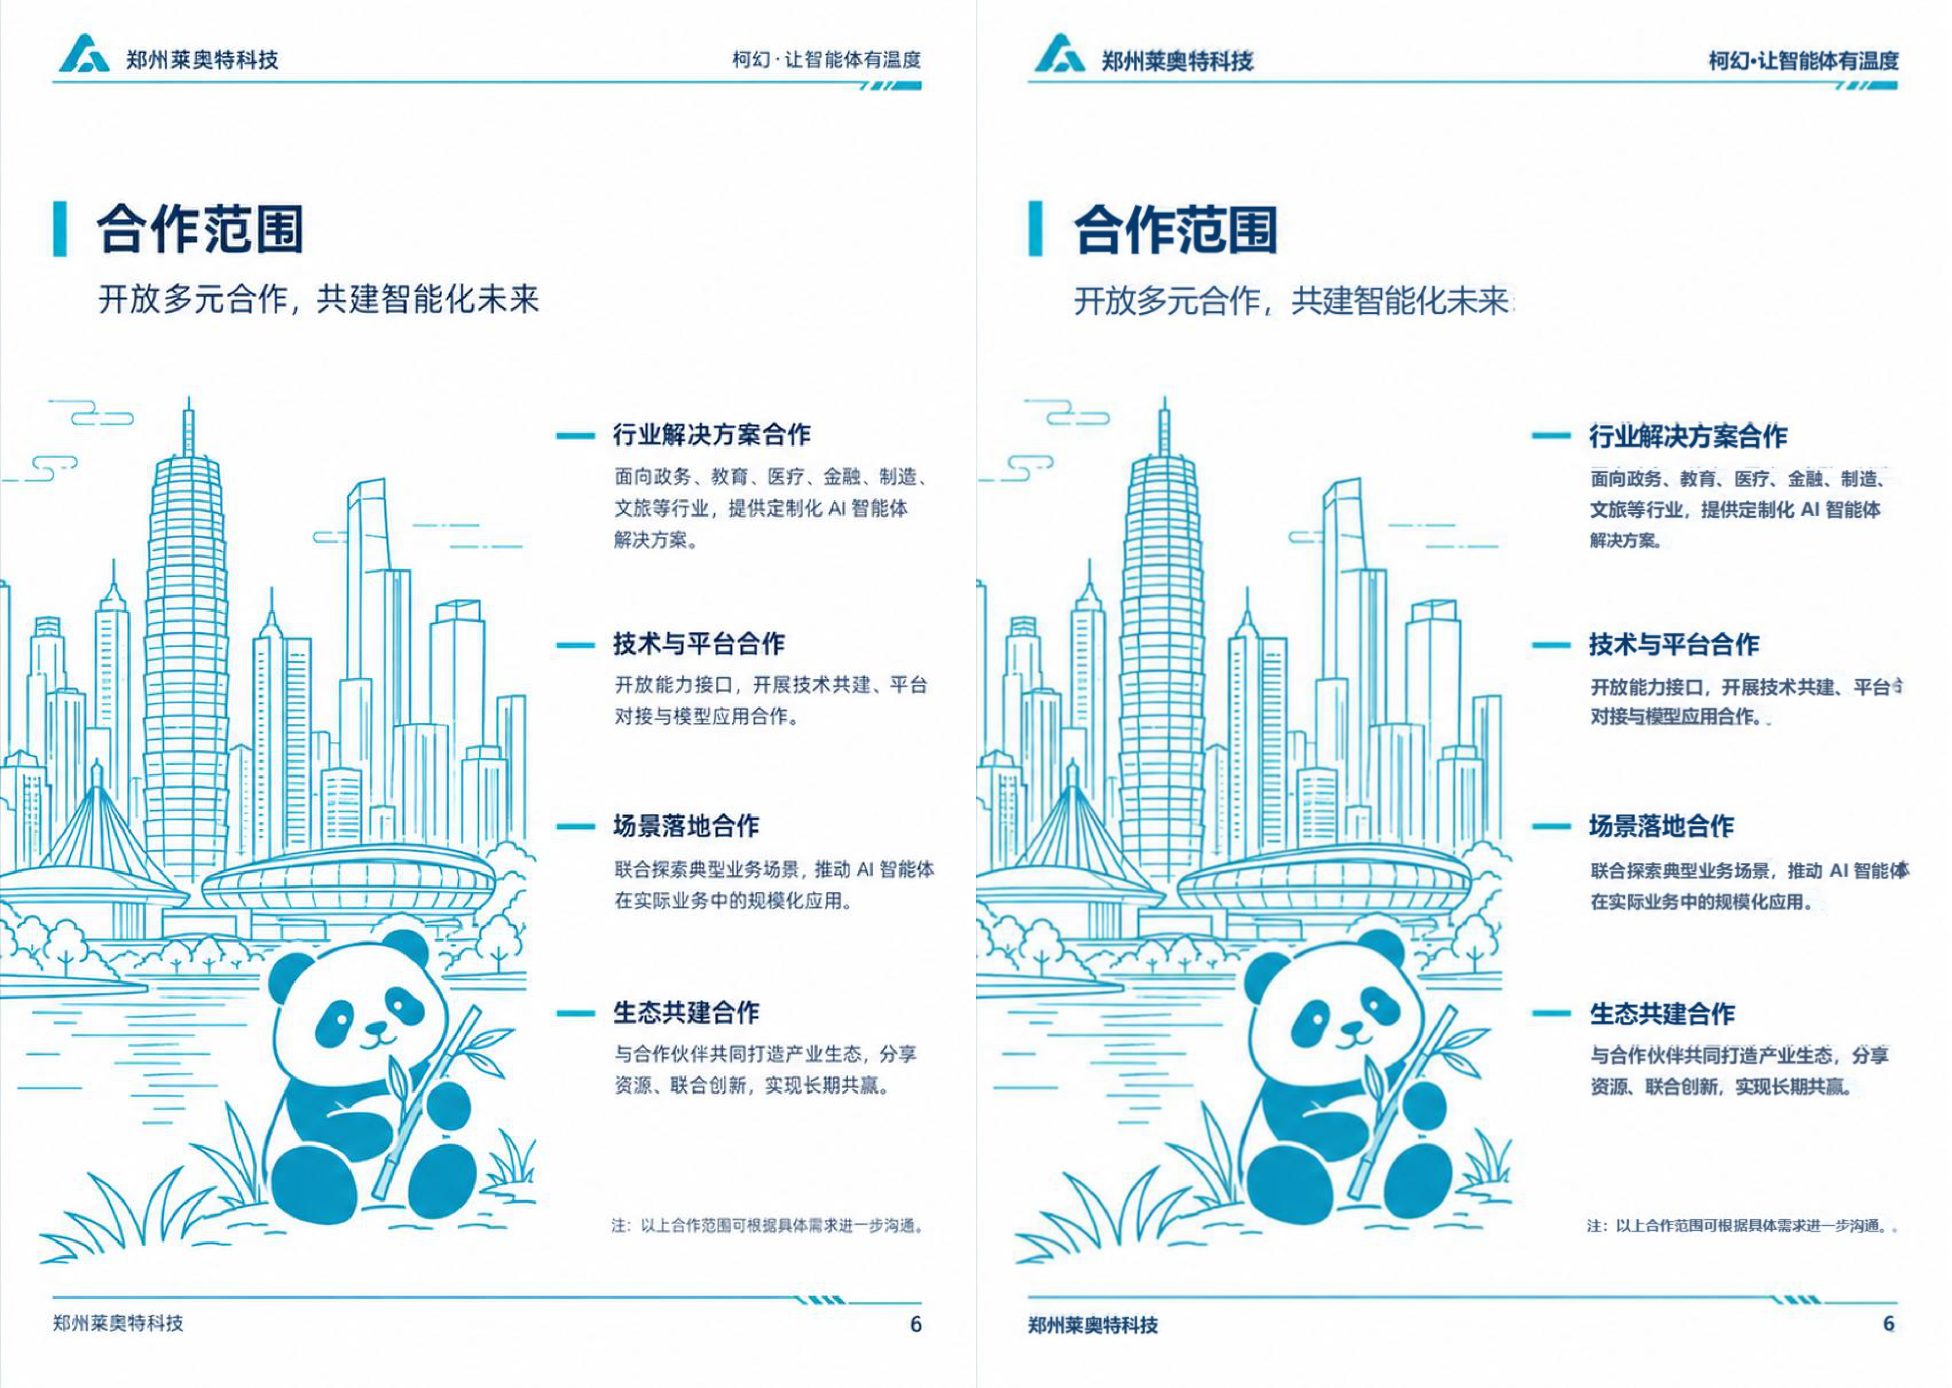 郑州莱奥特科技
柯幻·让智能体有温度
合作范围
开放多元合作，共建智能化未来
行业解决方案合作
面向政务、教育、医疗、金融、制造、
文旅等行业，提供定制化 AI 智能体
解决方案。
技术与平台合作
开放能力接口，开展技术共建、平台
对接与模型应用合作。
场景落地合作
联合探索典型业务场景，推动 AI 智能体
在实际业务中的规模化应用。
生态共建合作
与合作伙伴共同打造产业生态，分享
资源、联合创新，实现长期共赢。
注：以上合作范围可根据具体需求进一步沟通。
郑州莱奥特科技
6
郑州莱奥特科技
柯幻·让智能体有温度
合作范围
开放多元合作，共建智能化未来
行业解决方案合作
面向政务、教育、医疗、金融、制造、
文旅等行业，提供定制化 AI 智能体
解决方案。
技术与平台合作
开放能力接口，开展技术共建、平台
对接与模型应用合作。
场景落地合作
联合探索典型业务场景，推动 AI 智能体
在实际业务中的规模化应用。
生态共建合作
与合作伙伴共同打造产业生态，分享
资源、联合创新，实现长期共赢。
注：以上合作范围可根据具体需求进一步沟通。
郑州莱奥特科技
6